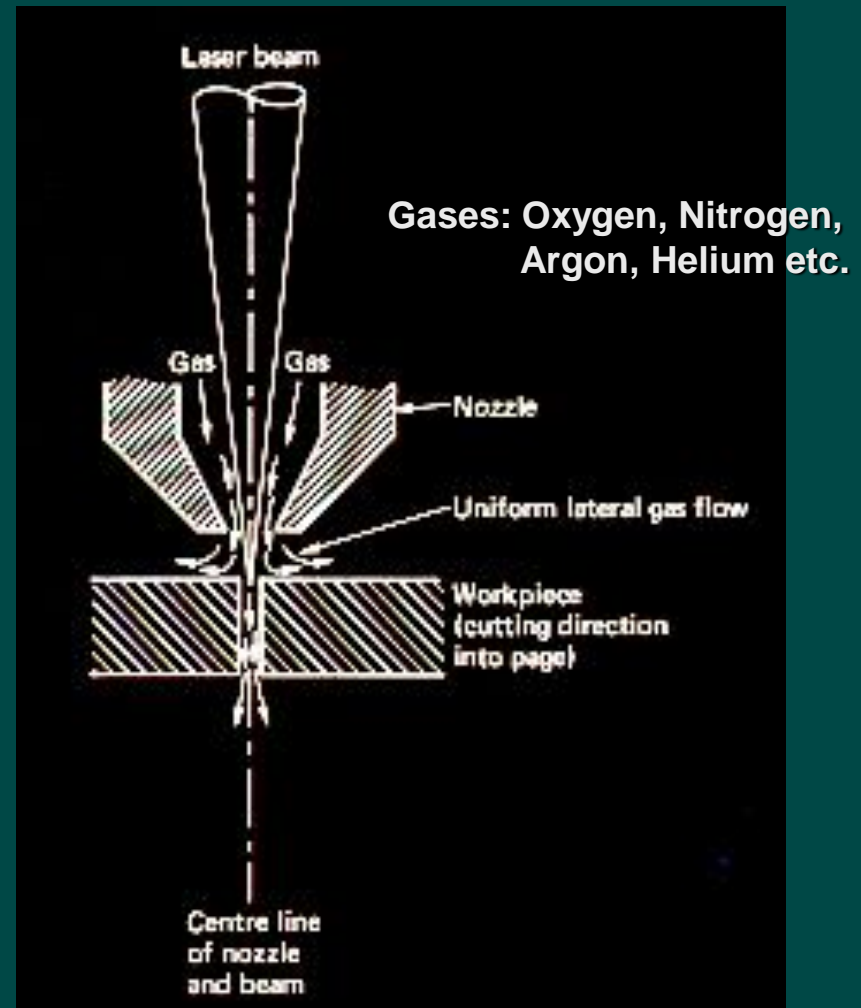 Laser beam
Gases: Oxygen, Nitrogen,
Argon, Helium etc.
Gas
Gas
Nozzle
Uniform lateral gas flow
Workpiece
(cutting direction
into page)
Centre line
of nozzle
and beam